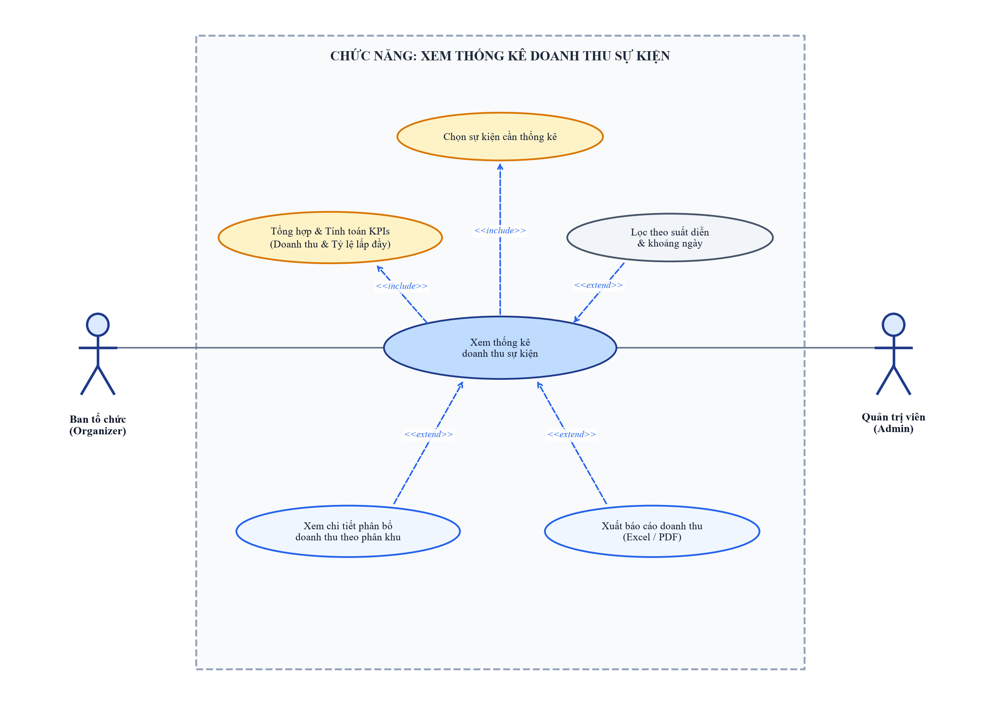 CHỨC NĂNG: XEM THỐNG KÊ DOANH THU SỰ KIỆN
Chọn sự kiện cần thống kê
<<include>>
Tổng hợp & Tính toán KPIs
(Doanh thu & Tỷ lệ lấp đầy)
Lọc theo suất diễn
& khoảng ngày
<<include>>
<<extend>>
Xem thống kê
doanh thu sự kiện
Ban tổ chức
(Organizer)
Quản trị viên
(Admin)
<<extend>>
<<extend>>
Xem chi tiết phân bổ
doanh thu theo phân khu
Xuất báo cáo doanh thu
(Excel / PDF)